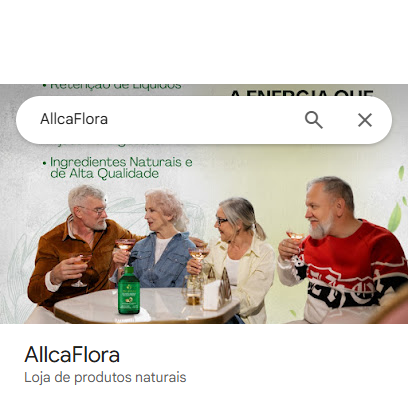 • Retenção de Líquidos
A ENERGIA QUE
AllcaFlora
• Ingredientes Naturais e
de Alta Qualidade
AllcaFlora
Loja de produtos naturais